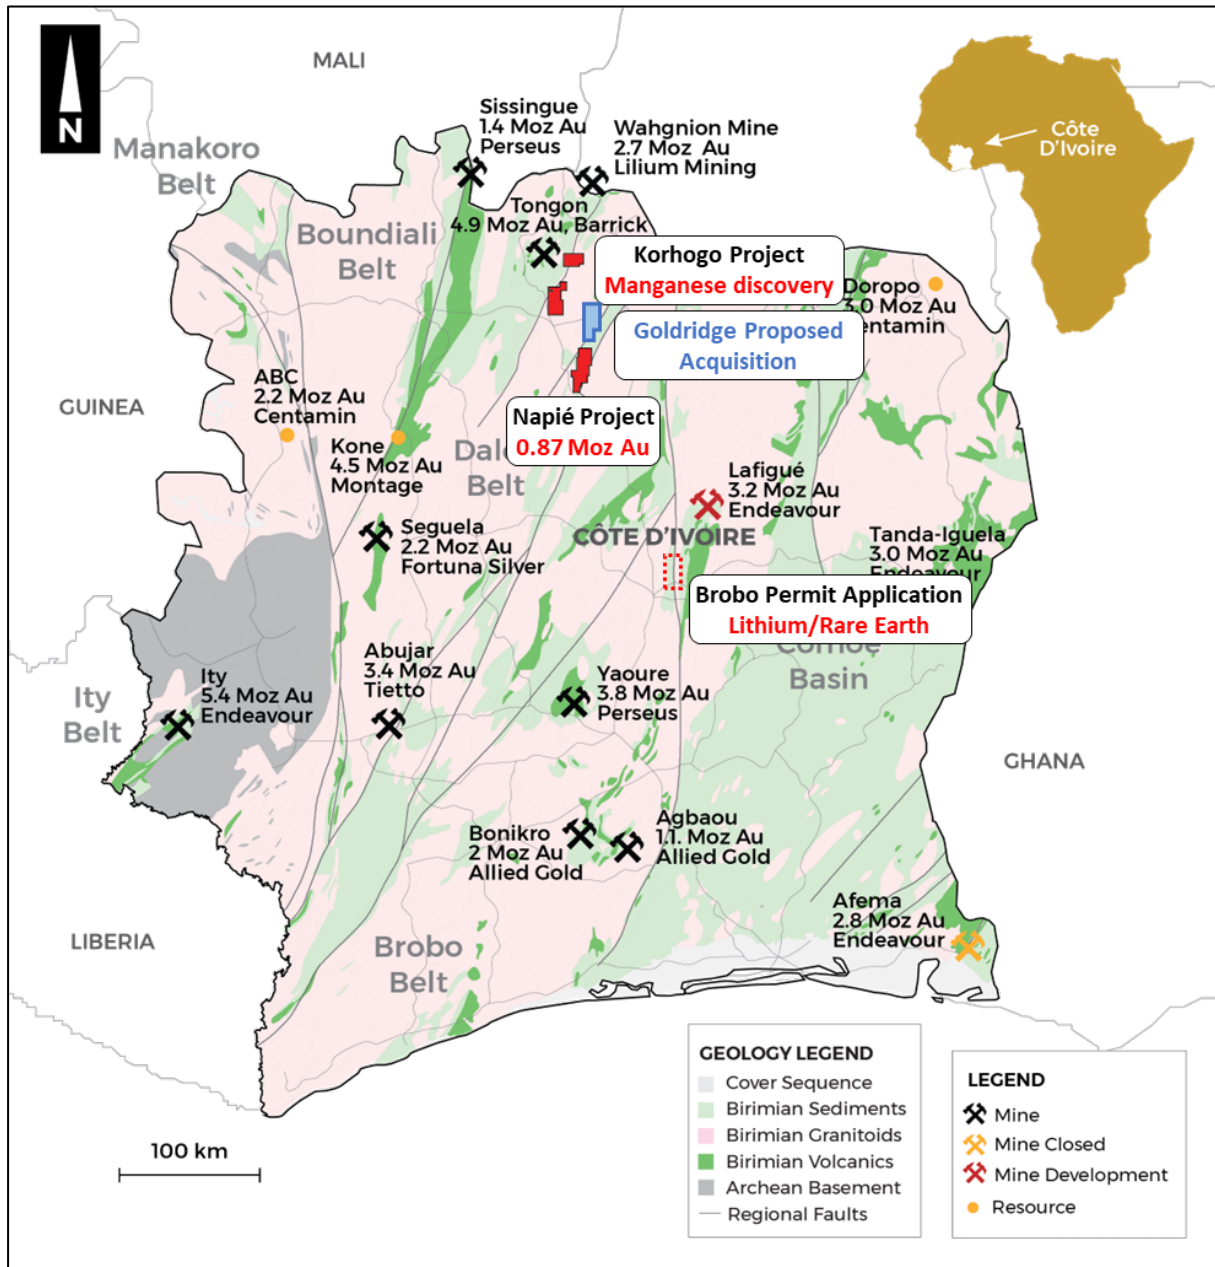 MALI
N
Manakoro
Belt
Sissingue
1.4 Moz Au
Perseus
Wahgnion Mine
2.7 Moz Au
Lilium Mining
Côte
D'Ivoire
Boundiali
Belt
Tongon
4.9 Moz Au, Barrick
Korhogo Project
Manganese discovery
Doropo
3.0 Moz Au
Centamin
Goldridge Proposed
Acquisition
GUINEA
ABC
2.2 Moz Au
Centamin
Kone
4.5 Moz Au
Montage
Napié Project
0.87 Moz Au
Belt
Lafigué
3.2 Moz Au
Endeavour
Seguela
2.2 Moz Au
Fortuna Silver
CÔTE D'IVOIRE
Tanda-Iguela
3.0 Moz Au
Endeavour
Brobo Permit Application
Lithium/Rare Earth
Comoe
Basin
Ity
Belt
Ity
5.4 Moz Au
Endeavour
Abujar
3.4 Moz Au
Tietto
Yaoure
3.8 Moz Au
Perseus
GHANA
Bonikro
2 Moz Au
Allied Gold
Agbaou
1.1. Moz Au
Allied Gold
Afema
2.8 Moz Au
Endeavour
LIBERIA
Brobo
Belt
100 km
GEOLOGY LEGEND
Cover Sequence
Birimian Sediments
Birimian Granitoids
Birimian Volcanics
Archean Basement
Regional Faults
LEGEND
Mine
Mine Closed
Mine Development
Resource